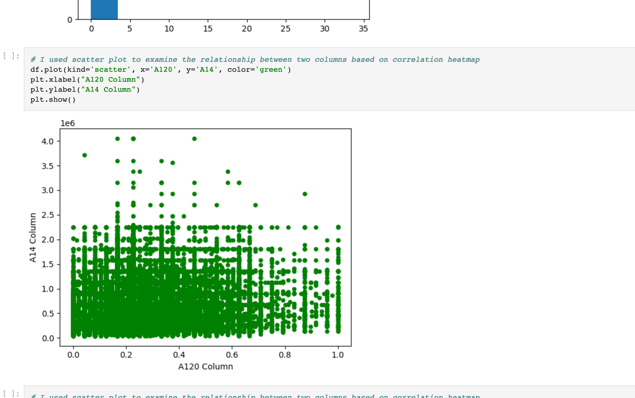 0
0 5 10 15 20 25 30 35
[ ]:
# I used scatter plot to examine the relationship between two columns based on correlation heatmap
df.plot(kind='scatter', x='A120', y='A14', color='green')
plt.xlabel("A120 Column")
plt.ylabel("A14 Column")
plt.show()
1e6
4.0
3.5
3.0
2.5
2.0
1.5
1.0
0.5
0.0
A14 Column
0.0 0.2 0.4 0.6 0.8 1.0
A120 Column
[ ]:
# I used scatter plot to examine the relationship between two columns based on correlation heatmap